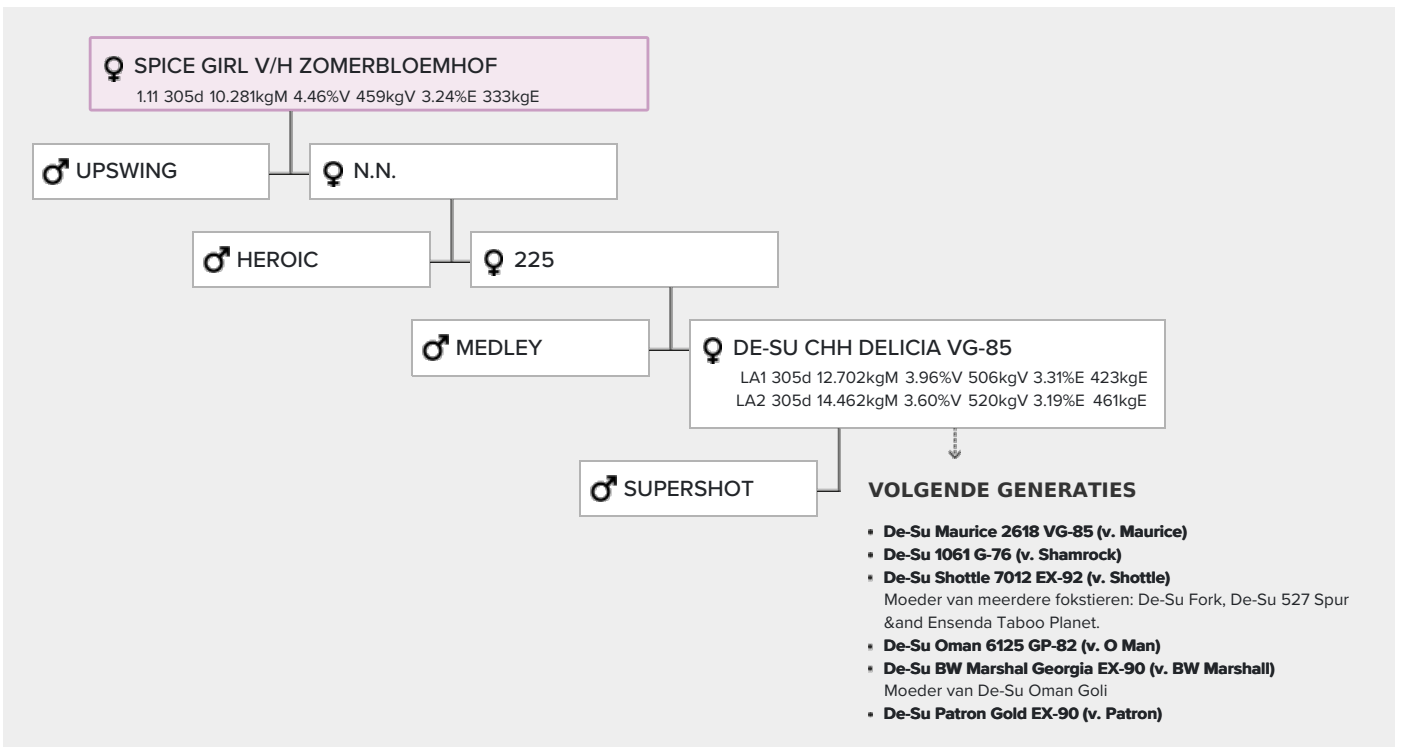 ♀ SPICE GIRL V/H ZOMERBLOEMHOF
1.11 305d 10.281kgM 4.46%V 459kgV 3.24%E 333kgE
♂ UPSWING
♀ N.N.
♂ HEROIC
♀ 225
♂ MEDLEY
♀ DE-SU CHH DELICIA VG-85
LA1 305d 12.702kgM 3.96%V 506kgV 3.31%E 423kgE
LA2 305d 14.462kgM 3.60%V 520kgV 3.19%E 461kgE
♂ SUPERSHOT
VOLGENDE GENERATIES
• De-Su Maurice 2618 VG-85 (v. Maurice)
• De-Su 1061 G-76 (v. Shamrock)
• De-Su Shottle 7012 EX-92 (v. Shottle)
Moeder van meerdere fokstieren: De-Su Fork, De-Su 527 Spur
&and Ensenda Taboo Planet.
• De-Su Oman 6125 GP-82 (v. O Man)
• De-Su BW Marshal Georgia EX-90 (v. BW Marshall)
Moeder van De-Su Oman Goli
• De-Su Patron Gold EX-90 (v. Patron)